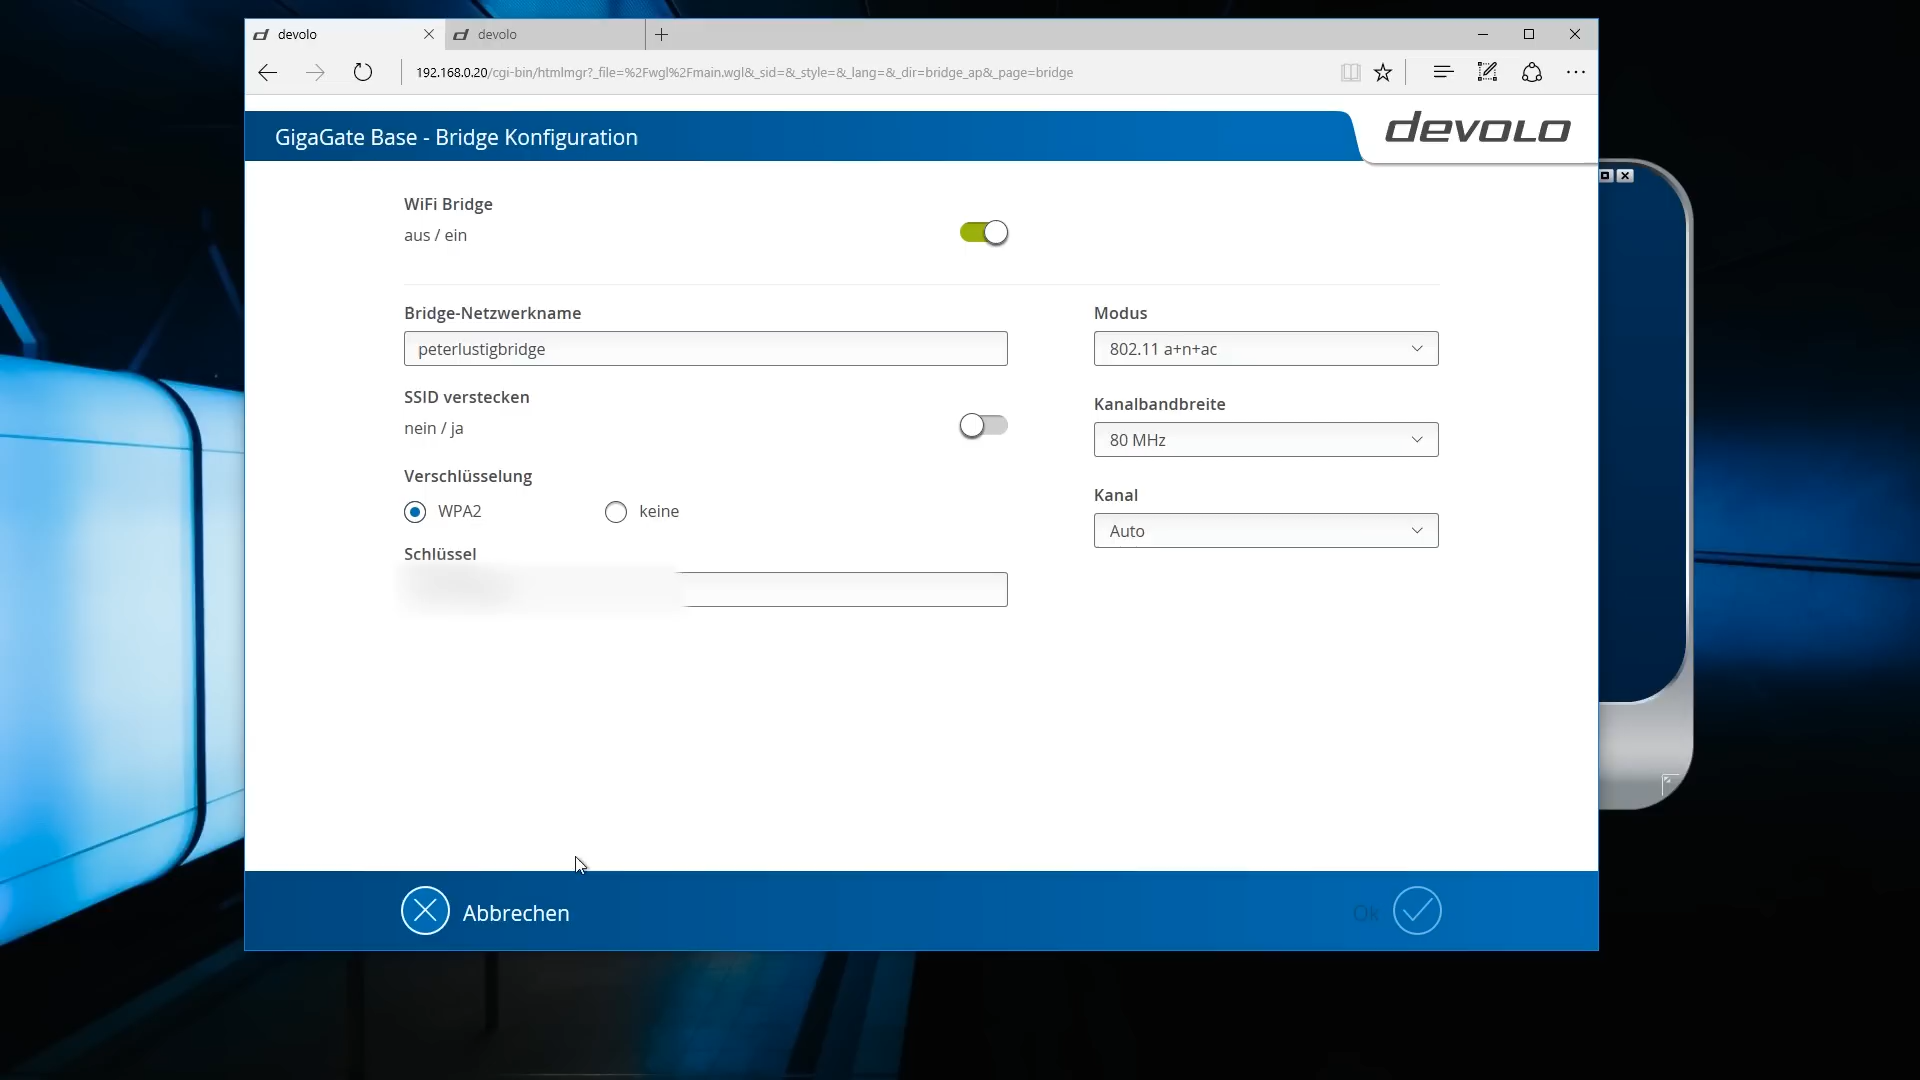 devolo
devolo
192.168.0.20/cgi-bin/htmlmgr?_file=%2Fwgl%2Fmain.wgl&_sid=&_style=&_lang=&_dir=bridge_ap&_page=bridge
GigaGate Base - Bridge Konfiguration
devolo
WiFi Bridge
aus / ein
Bridge-Netzwerkname
peterlustigbridge
SSID verstecken
nein / ja
Verschlüsselung
WPA2
keine
Schlüssel
Modus
802.11 a+n+ac
Kanalbandbreite
80 MHz
Kanal
Auto
Abbrechen
Ok